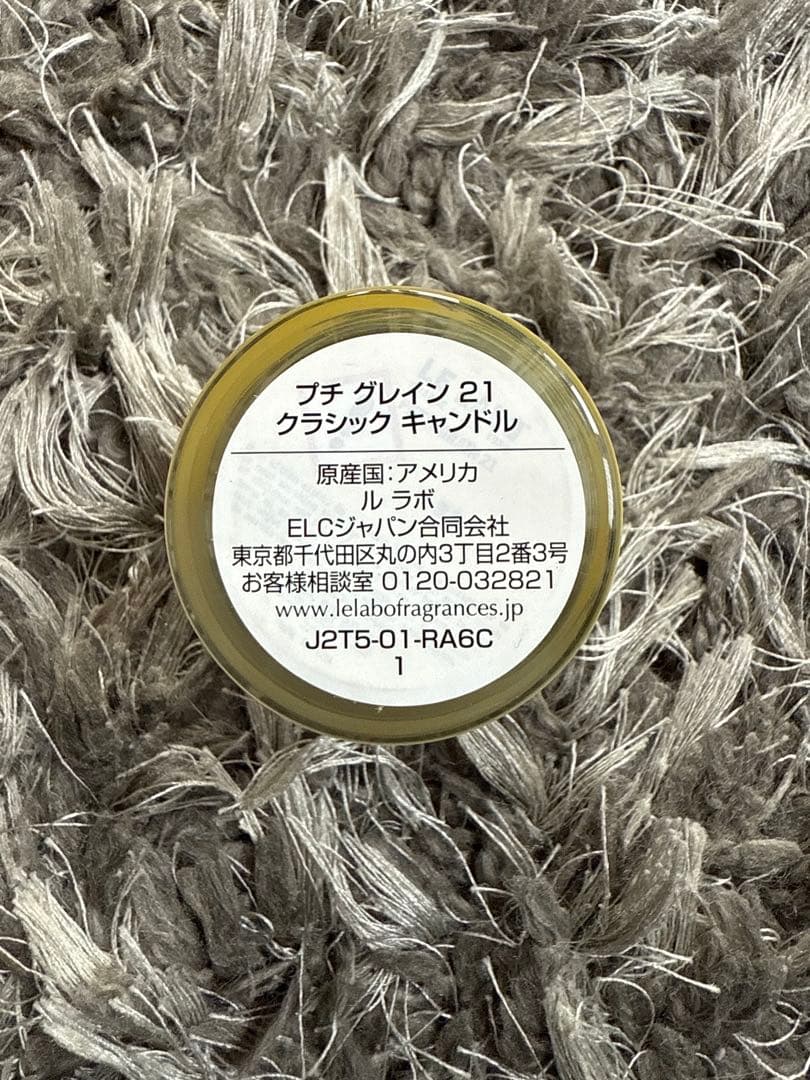 プチ グレイン 21
クラシック キャンドル
原産国:アメリカ
ル ラボ
ELCジャパン合同会社
東京都千代田区丸の内3丁目2番3号
お客様相談室 0120-032821
www.lelabofragrances.jp
J2T5-01-RA6C
1